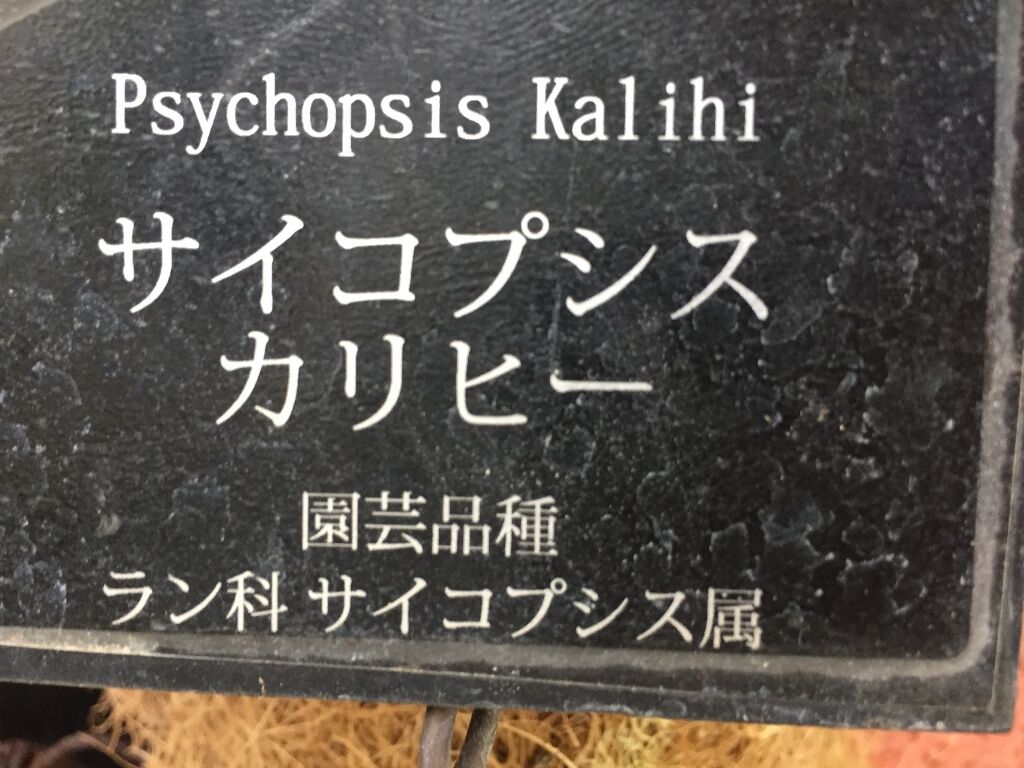 Psychopsis Kalihi
サイコプシス
カリヒー
園芸品種
ラン科 サイコプシス属